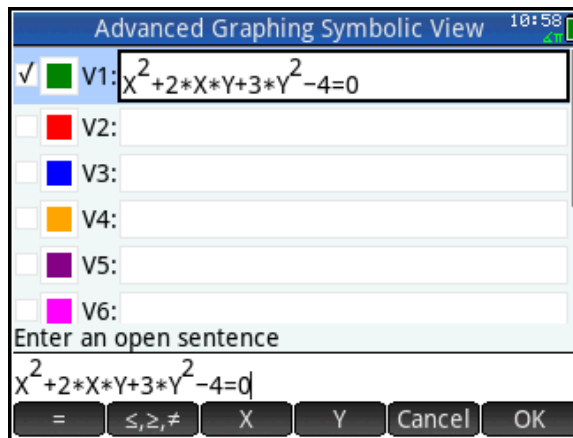 Advanced Graphing Symbolic View 10:58
∡π
✓ V1: X²+2*X*Y+3*Y²-4=0
V2:
V3:
V4:
V5:
V6:
Enter an open sentence
X²+2*X*Y+3*Y²-4=0
= ≤,≥,≠ X Y Cancel OK